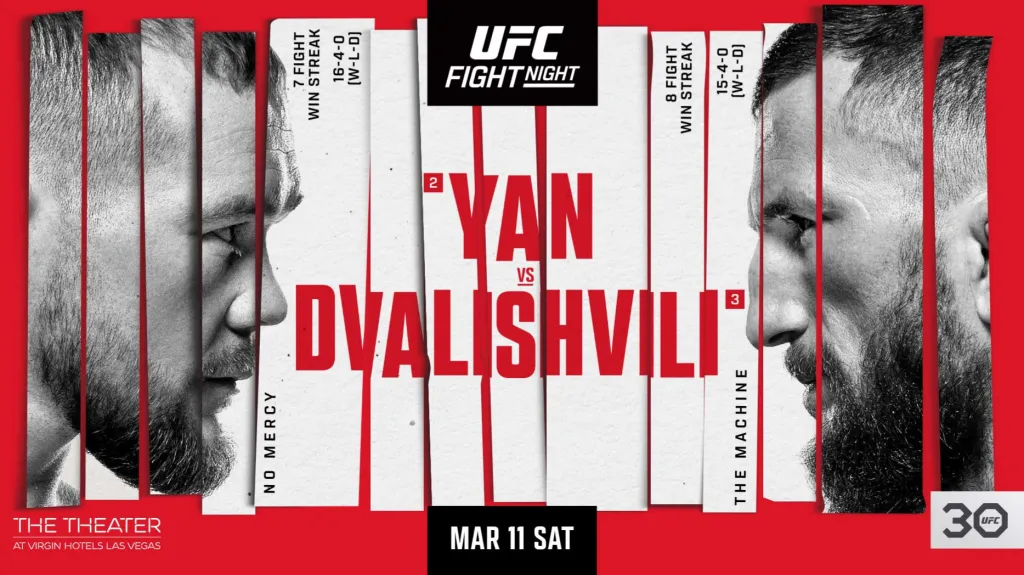 UFC
FIGHT NIGHT
7 FIGHT
WIN STREAK
16-4-0
(W-L-D)
8 FIGHT
WIN STREAK
15-4-0
(W-L-D)
2 YAN
VS
DVALISHVILI 3
NO MERCY
THE MACHINE
THE THEATER
AT VIRGIN HOTELS LAS VEGAS
MAR 11 SAT
30 UFC